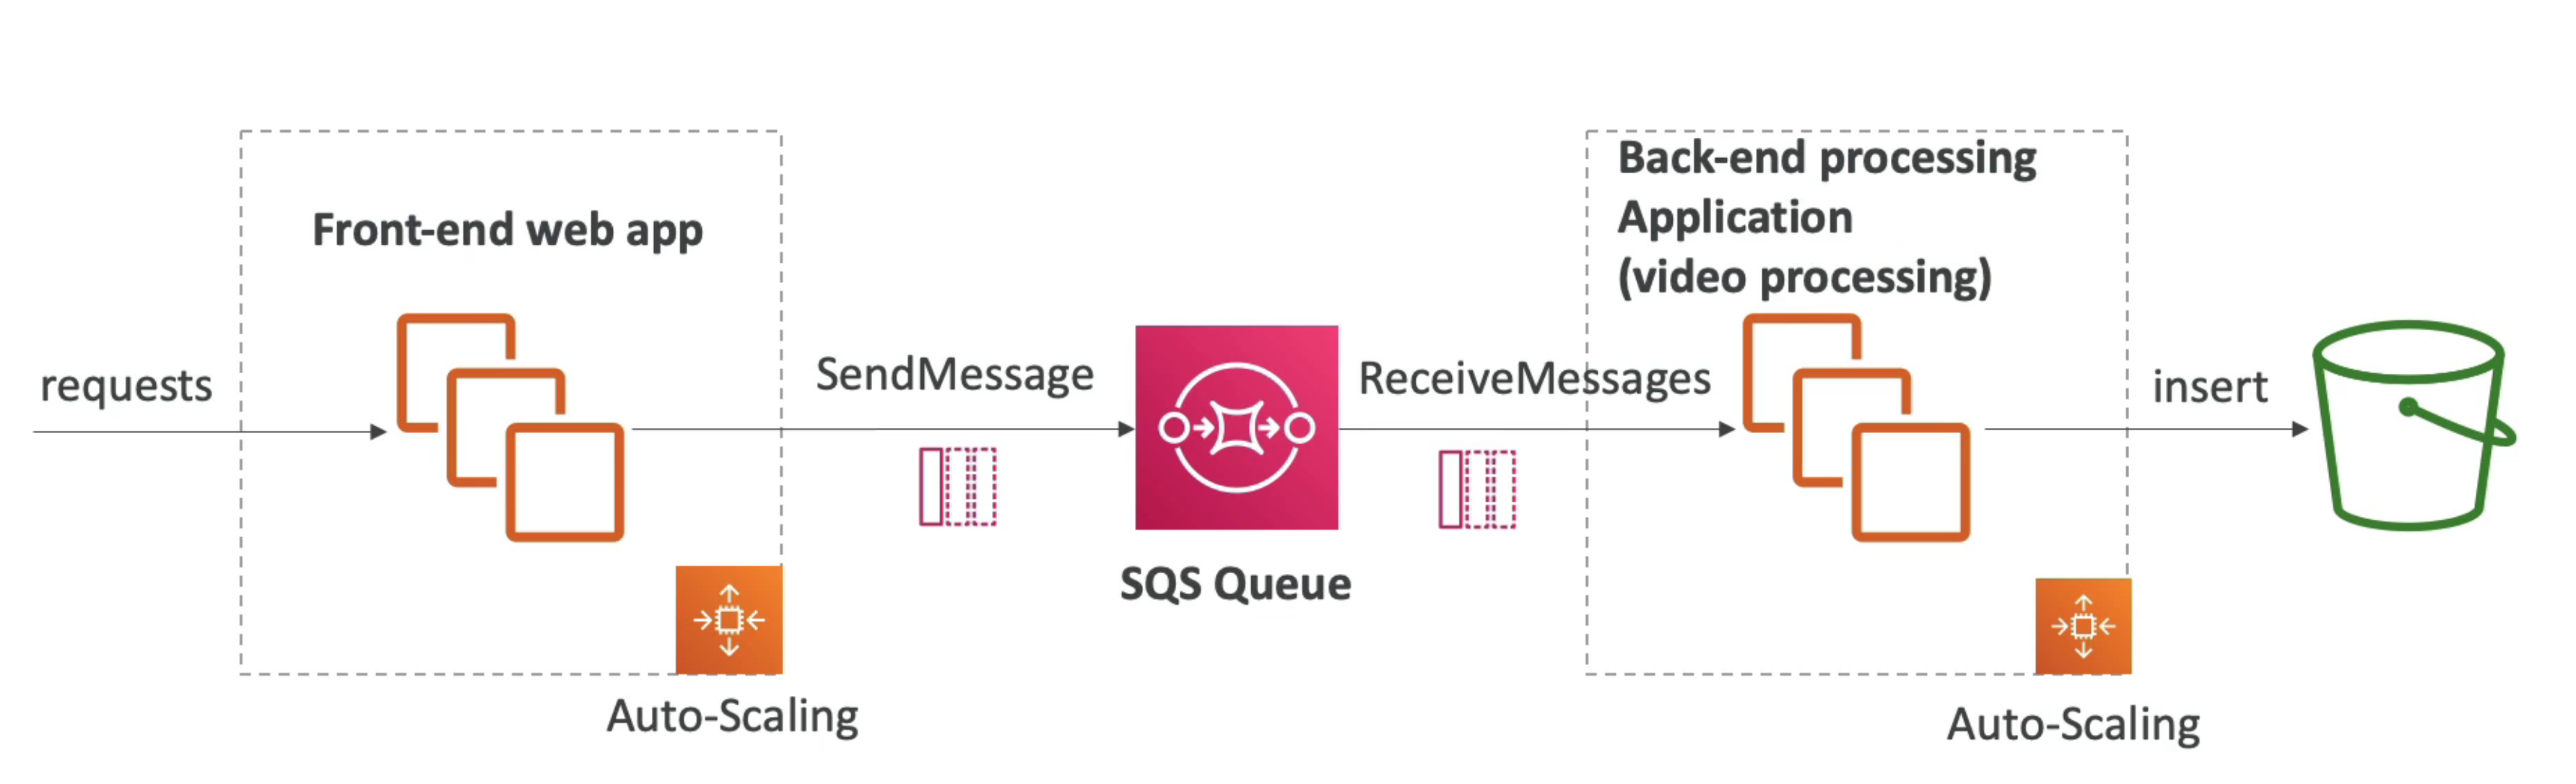 requests
Front-end web app
Auto-Scaling
SendMessage
SQS Queue
ReceiveMessages
Back-end processing
Application
(video processing)
Auto-Scaling
insert